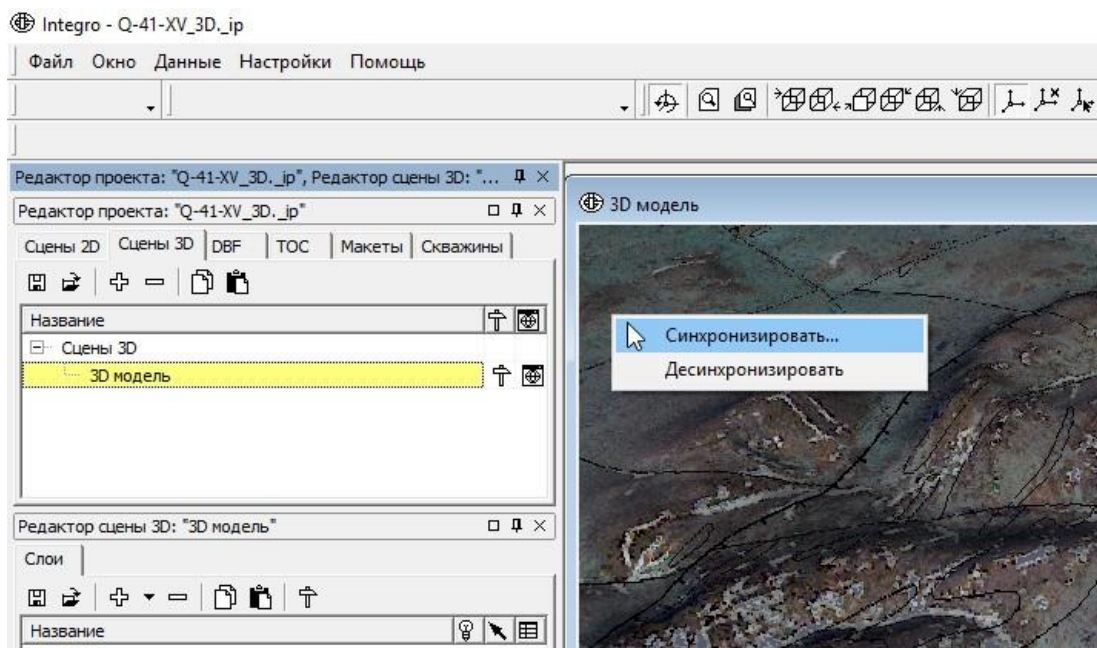 Integro - Q-41-XV_3D._ip
Файл Окно Данные Настройки Помощь
Редактор проекта: "Q-41-XV_3D._ip", Редактор сцены 3D: "...
Редактор проекта: "Q-41-XV_3D._ip"
Сцены 2D Сцены 3D DBF TOC Макеты Скважины
Название
Сцены 3D
3D модель
Редактор сцены 3D: "3D модель"
Слои
Название
3D модель
Синхронизировать...
Десинхронизировать